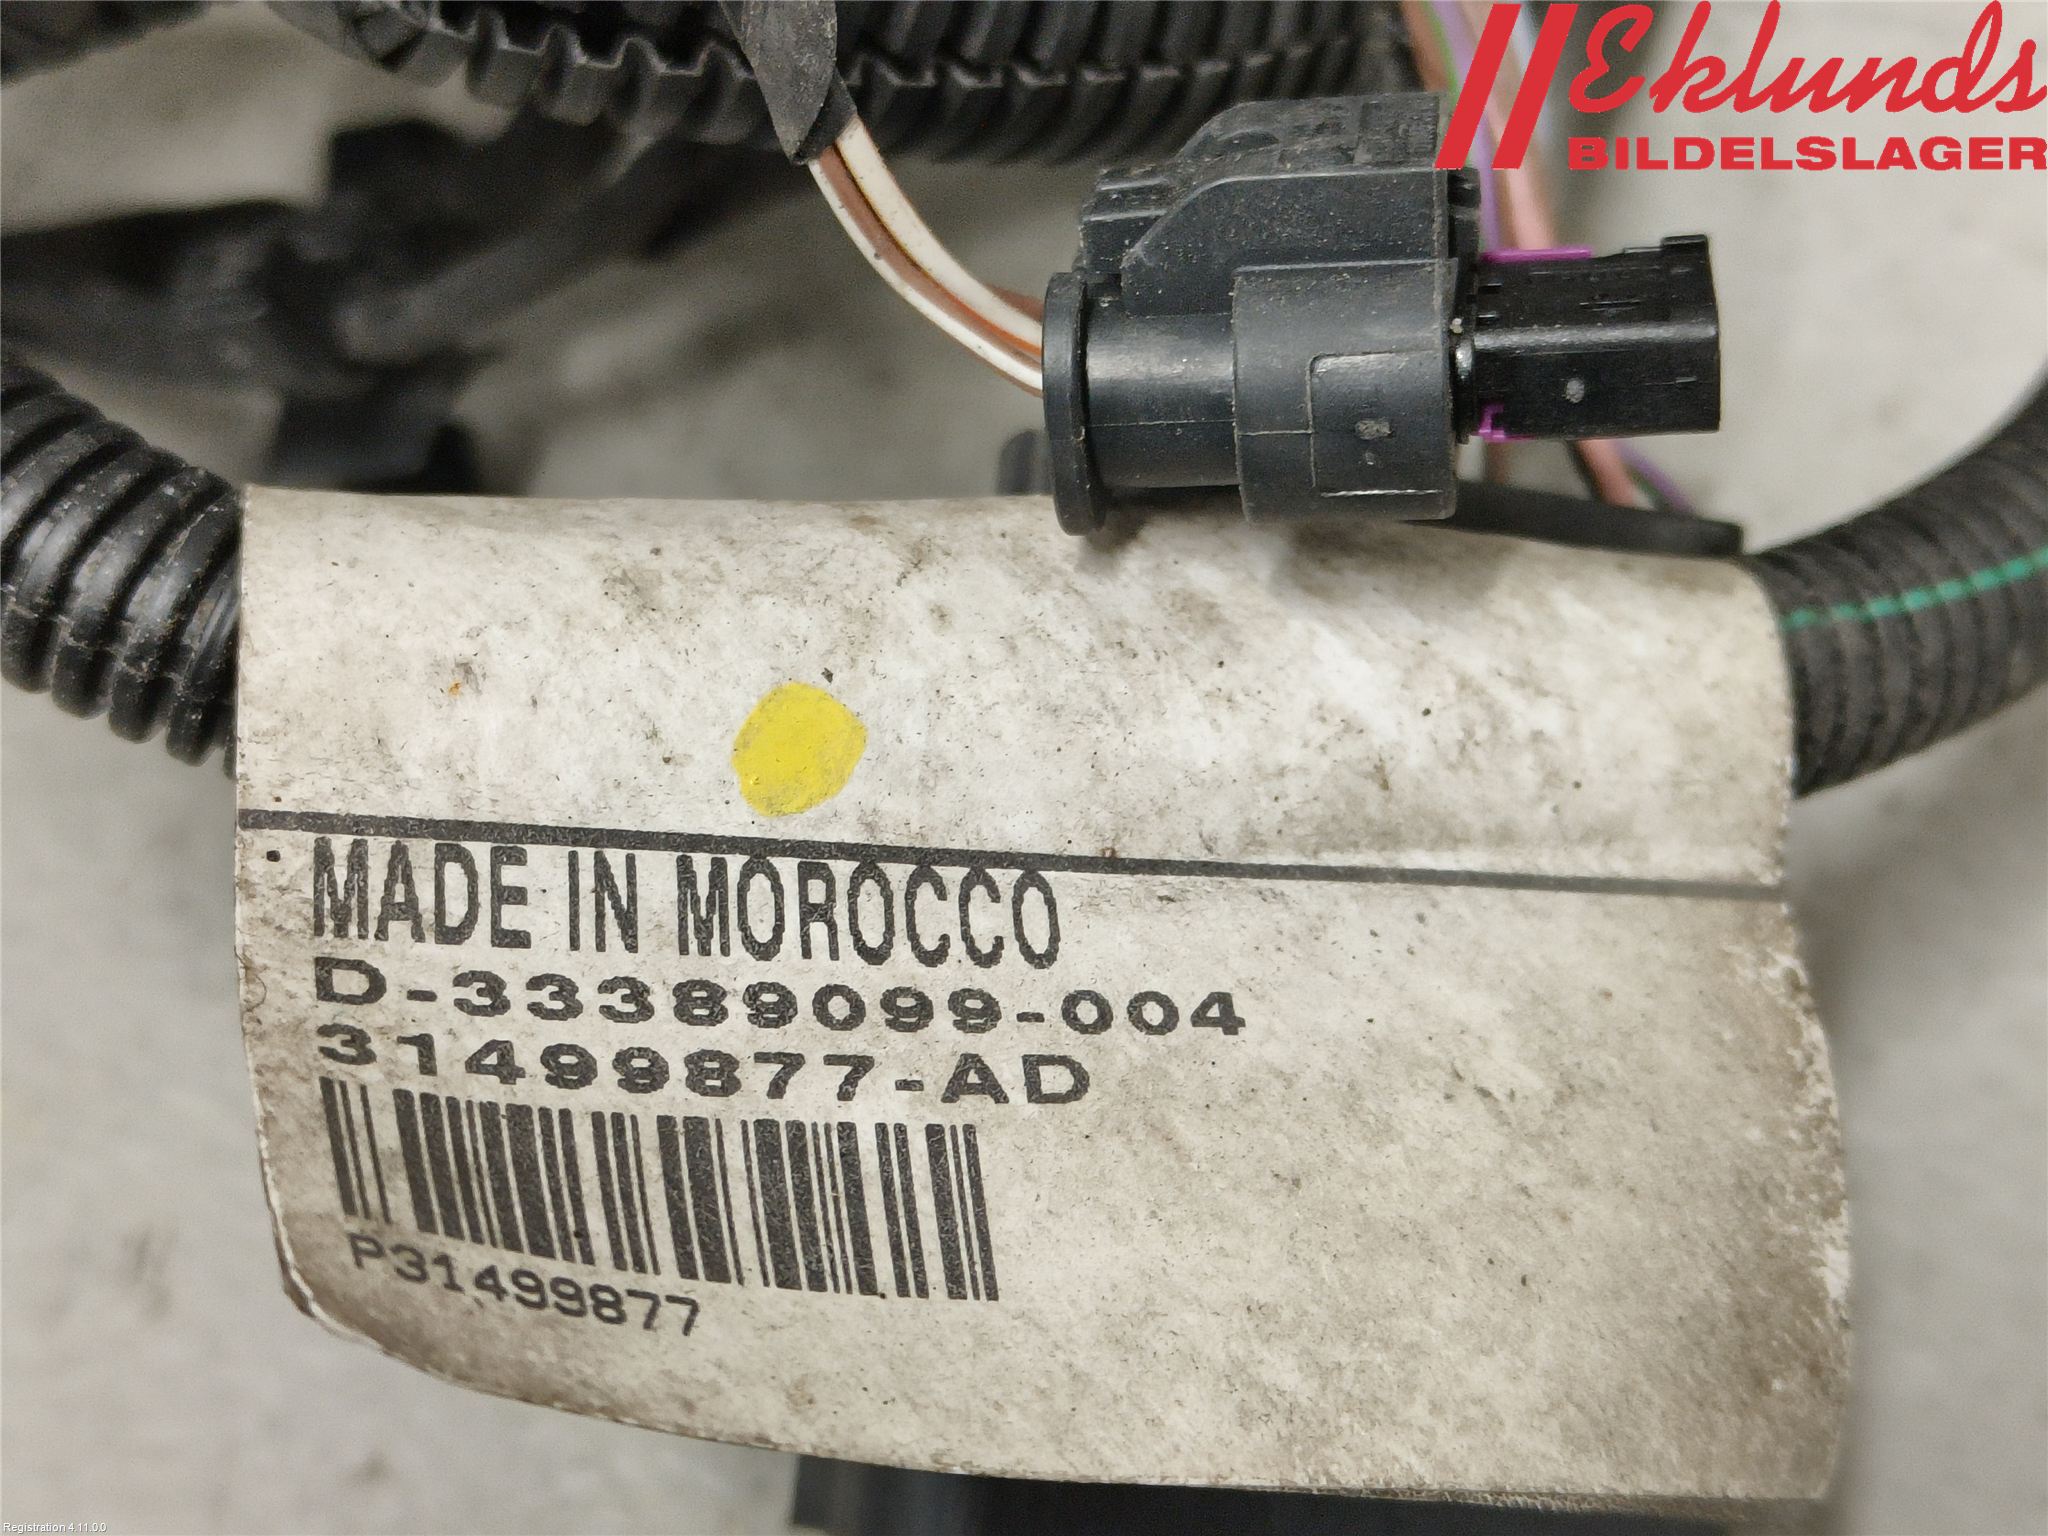 Eklunds
BILDELSLAGER
MADE IN MOROCCO
D-33389099-004
31499877-AD
P31499877
Registration 4.11.0.0